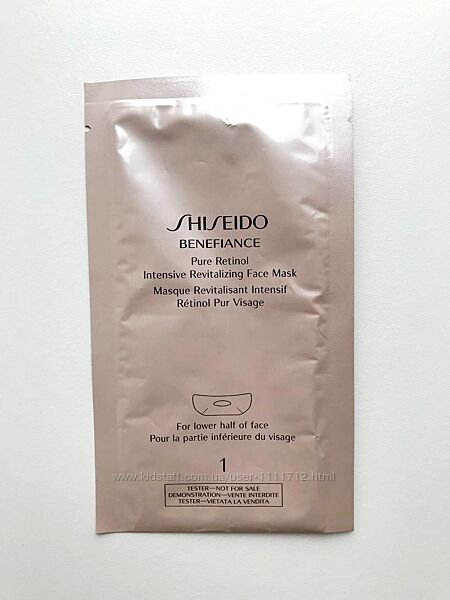 SHISEIDO
BENEFIANCE
Pure Retinol
Intensive Revitalizing Face Mask
Masque Revitalisant Intensif
Rétinol Pur Visage
For lower half of face
Pour la partie inférieure du visage
www.kidstaff.com.ua/user-1111712.html
1
TESTER—NOT FOR SALE
DEMONSTRATION—VENTE INTERDITE
TESTER—VIETATA LA VENDITA